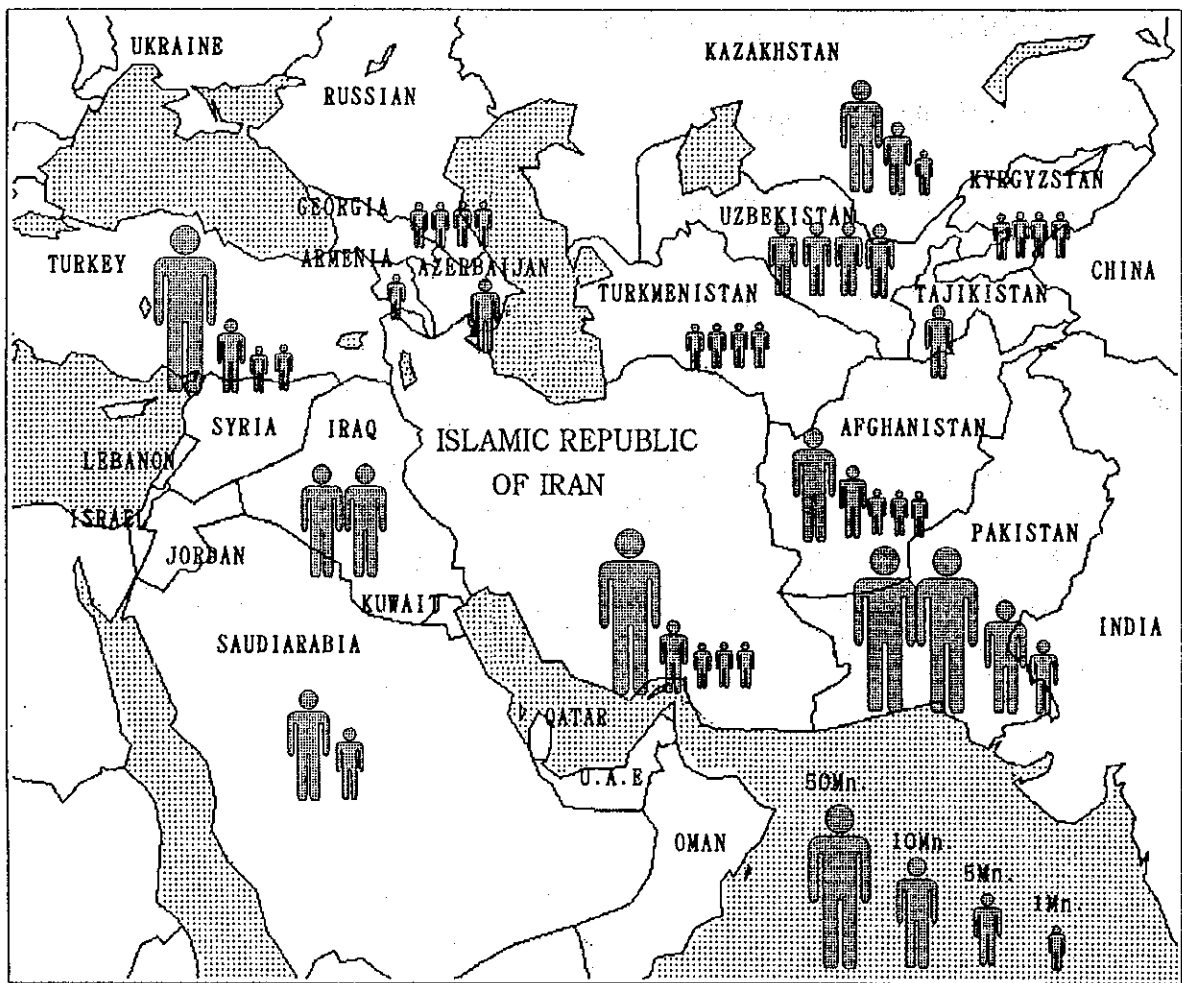 UKRAINE
KAZAKHSTAN
RUSSIAN
KYRGYZSTAN
GEORGIA
UZBEKISTAN
TURKEY
ARMENIA
AZERBAIJAN
CHINA
TURKMENISTAN
TAJIKISTAN
SYRIA
IRAQ
ISLAMIC REPUBLIC
OF IRAN
AFGHANISTAN
LEBANON
ISRAEL
JORDAN
PAKISTAN
KUWAIT
SAUDIARABIA
INDIA
QATAR
U.A.E
OMAN
50Mn.
10Mn.
5Mn.
1Mn.